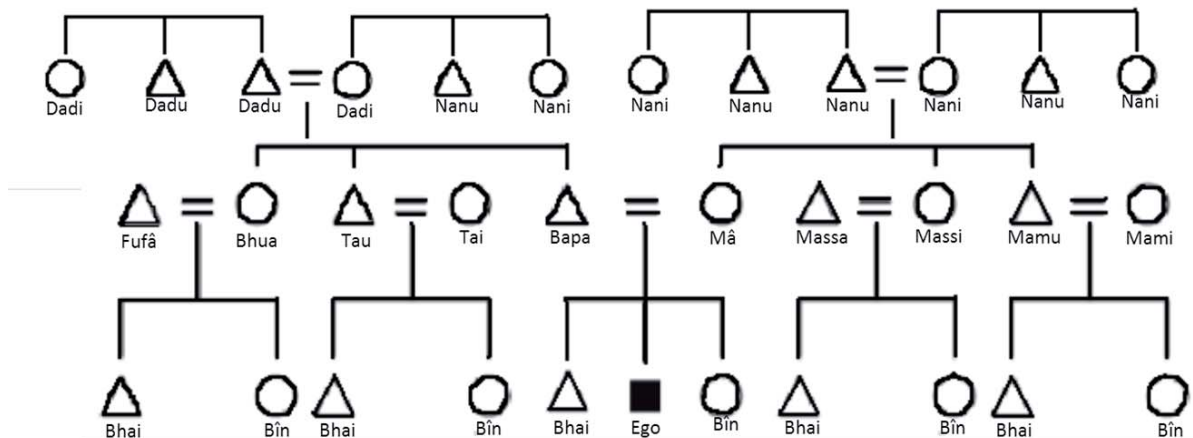 Dadi Dadu Dadu Dadi Nanu Nani Nani Nanu Nanu Nani Nanu Nani
Fufâ Bhua Tau Tai Bapa Mâ Massa Massi Mamu Mami
Bhai Bîn Bhai Bîn Bhai Ego Bîn Bhai Bîn Bhai Bîn